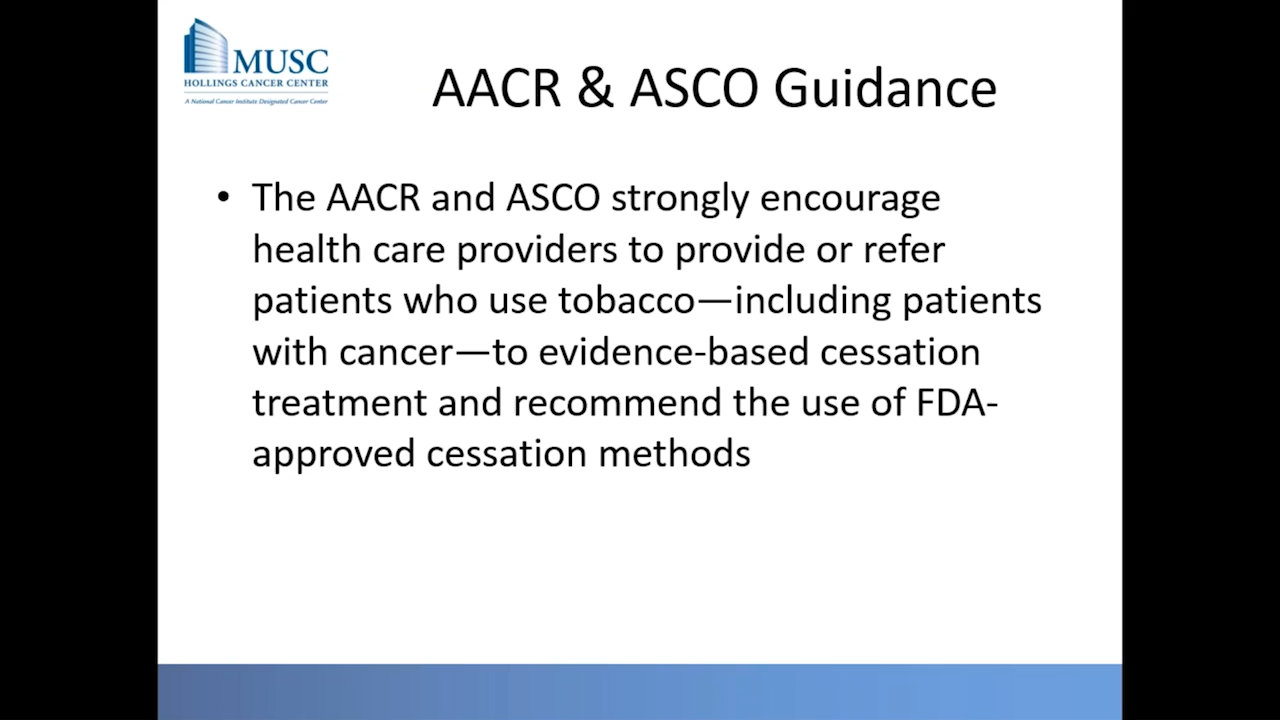 MUSC
HOLLINGS CANCER CENTER
A National Cancer Institute Designated Cancer Center
AACR & ASCO Guidance
• The AACR and ASCO strongly encourage
health care providers to provide or refer
patients who use tobacco—including patients
with cancer—to evidence-based cessation
treatment and recommend the use of FDA-
approved cessation methods